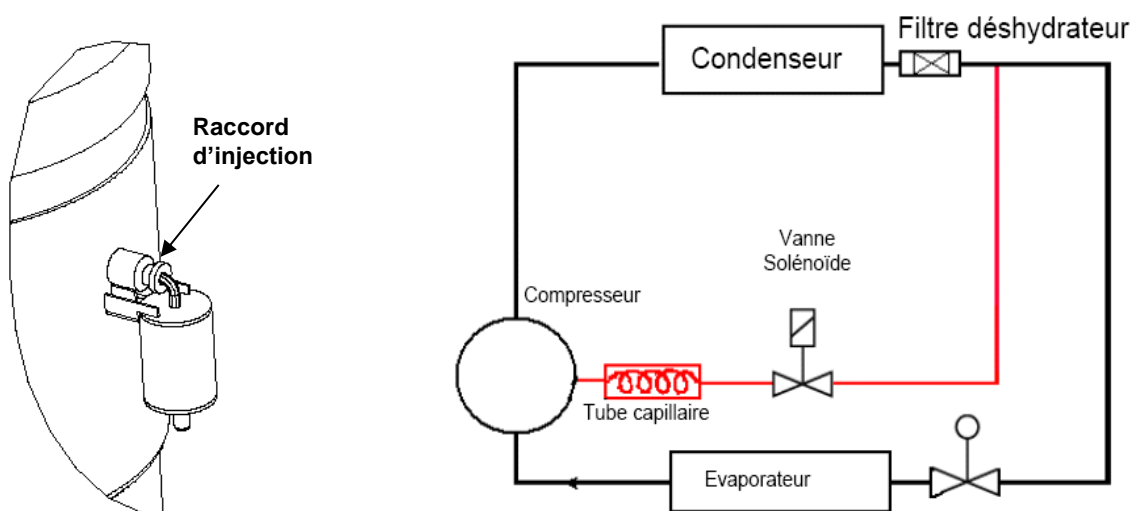 Raccord
d’injection
Condenseur
Filtre déshydrateur
Vanne
Solénoïde
Compresseur
Tube capillaire
Evaporateur